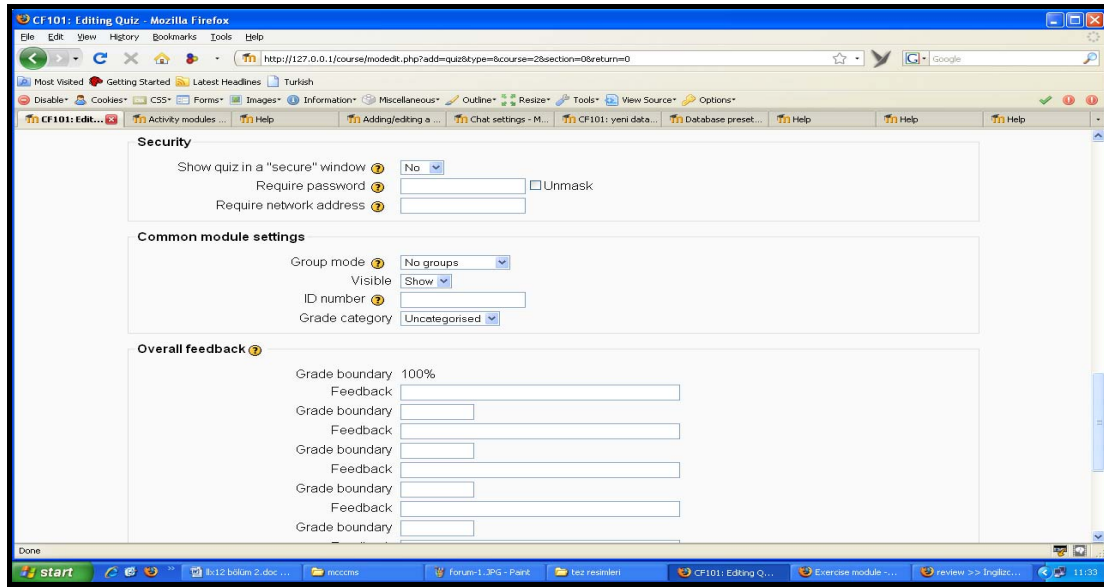 CF101: Editing Quiz - Mozilla Firefox
File Edit View History Bookmarks Tools Help
http://127.0.0.1/course/modedit.php?add=quiz&type=&course=2&section=0&return=0 Google
Most Visited Getting Started Latest Headlines Turkish
Disable Cookies CSS Forms Images Information Miscellaneous Outline Resize Tools View Source Options
CF101: Edit... Activity modules ... Help Adding/editing a ... Chat settings - M... CF101: yeni data... Database preset... Help Help Help
Security
Show quiz in a "secure" window No
Require password Unmask
Require network address
Common module settings
Group mode No groups
Visible Show
ID number
Grade category Uncategorised
Overall feedback
Grade boundary 100%
Feedback
Grade boundary
Feedback
Grade boundary
Feedback
Grade boundary
Feedback
Grade boundary
Done
start bölüm 2.doc ... mcccms forum-1.JPG - Paint tez resimleri CF101: Editing Q... Exercise module -... review >> Ingilizc... 11:33